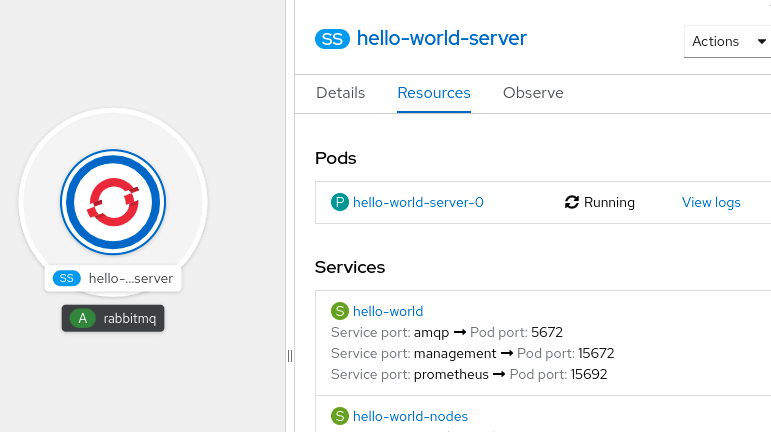 SS hello-world-server
Actions
Details Resources Observe
Pods
P hello-world-server-0 Running View logs
Services
S hello-world
Service port: amqp → Pod port: 5672
Service port: management → Pod port: 15672
Service port: prometheus → Pod port: 15692
S hello-world-nodes
SS hello-...server
A rabbitmq